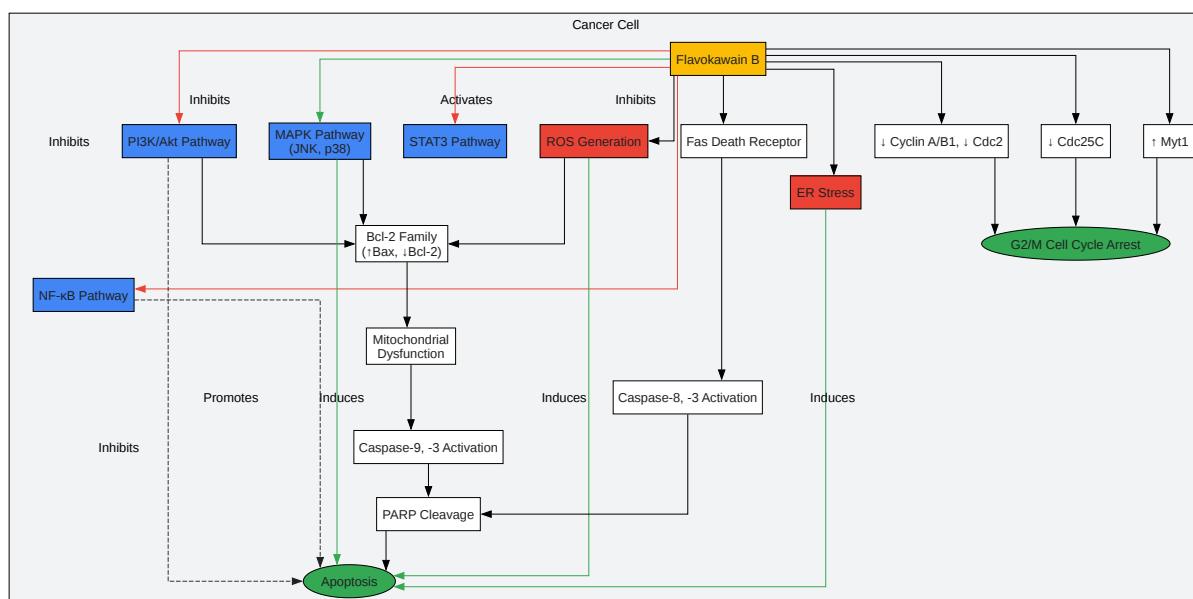 Cancer Cell
Flavokawain B
Inhibits
Activates
Inhibits
Inhibits
PI3K/Akt Pathway
MAPK Pathway
(JNK, p38)
STAT3 Pathway
ROS Generation
Fas Death Receptor
↓ Cyclin A/B1, ↓ Cdc2
↓ Cdc25C
↑ Myt1
ER Stress
Bcl-2 Family
(↑Bax, ↓Bcl-2)
G2/M Cell Cycle Arrest
NF-κB Pathway
Mitochondrial
Dysfunction
Promotes
Induces
Induces
Caspase-8, -3 Activation
Induces
Inhibits
Caspase-9, -3 Activation
PARP Cleavage
Apoptosis